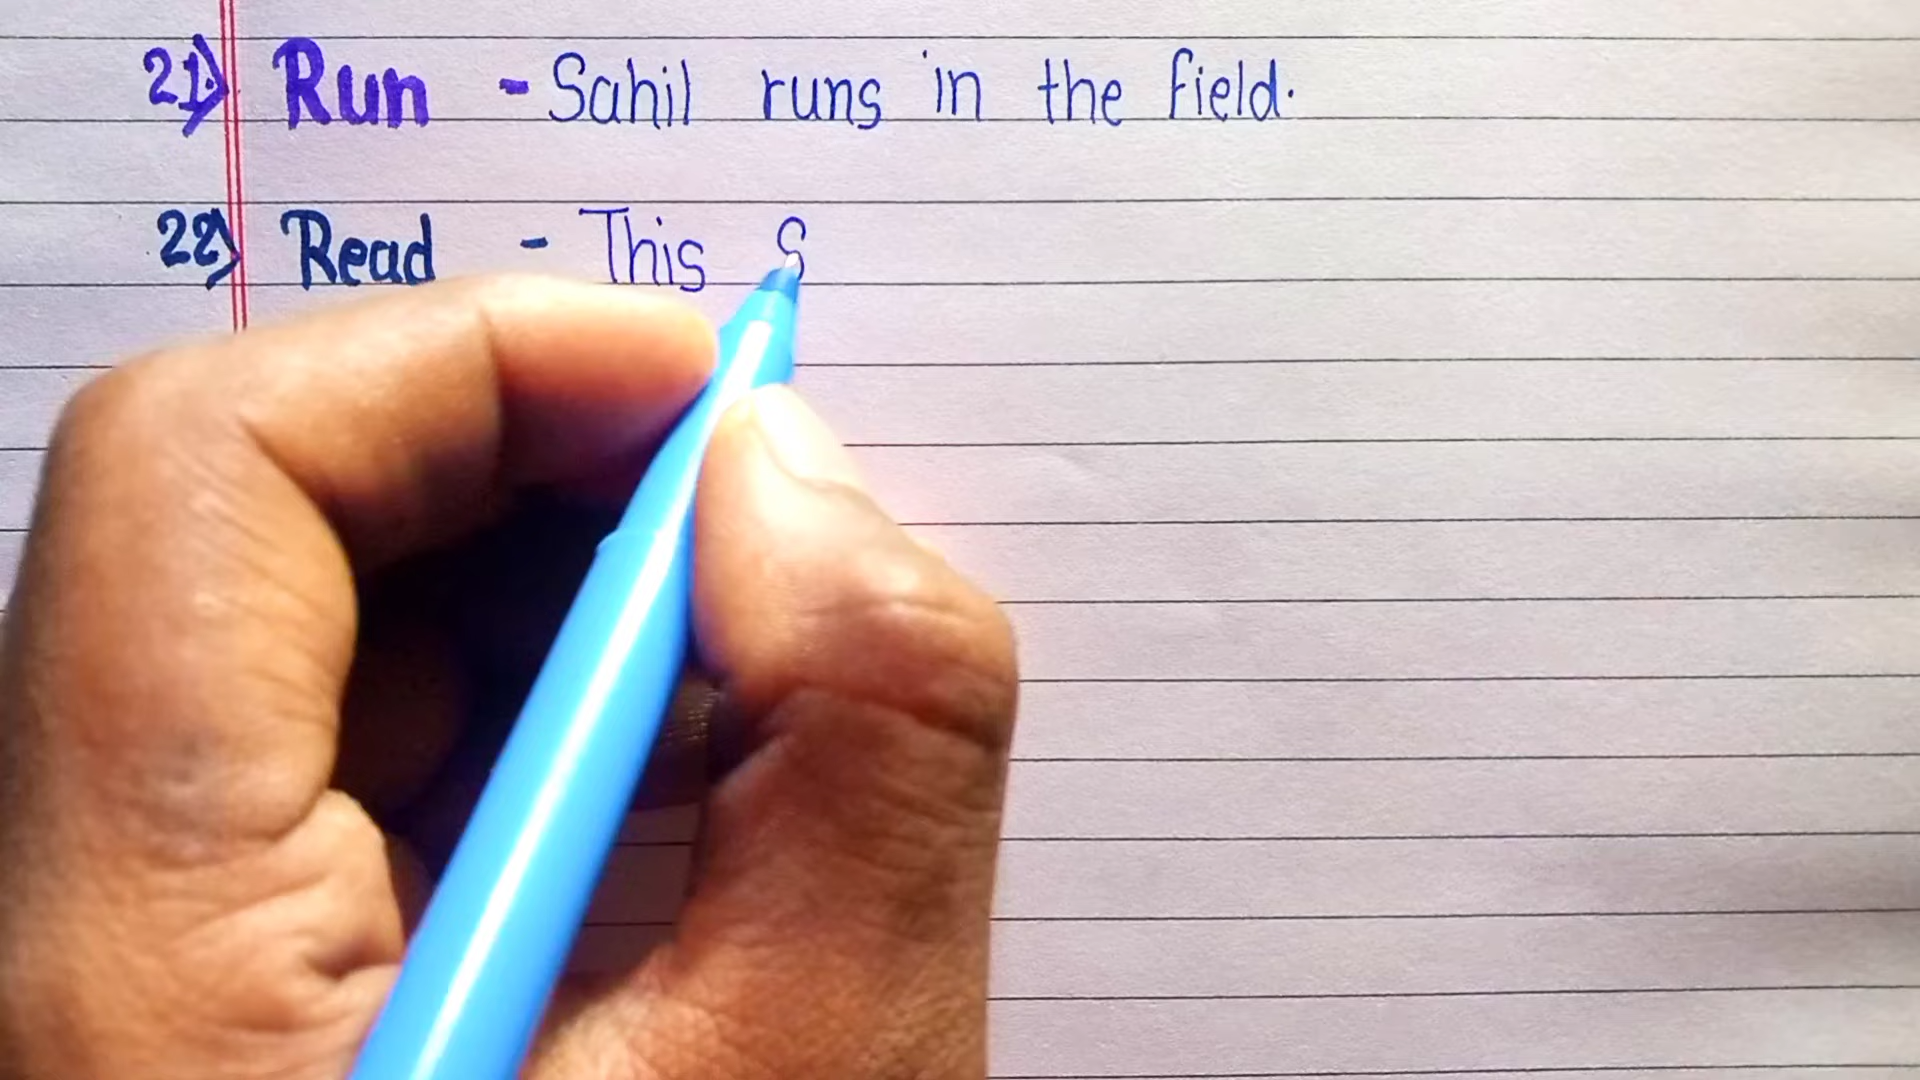 21) Run - Sahil runs in the field.
22) Read - This S